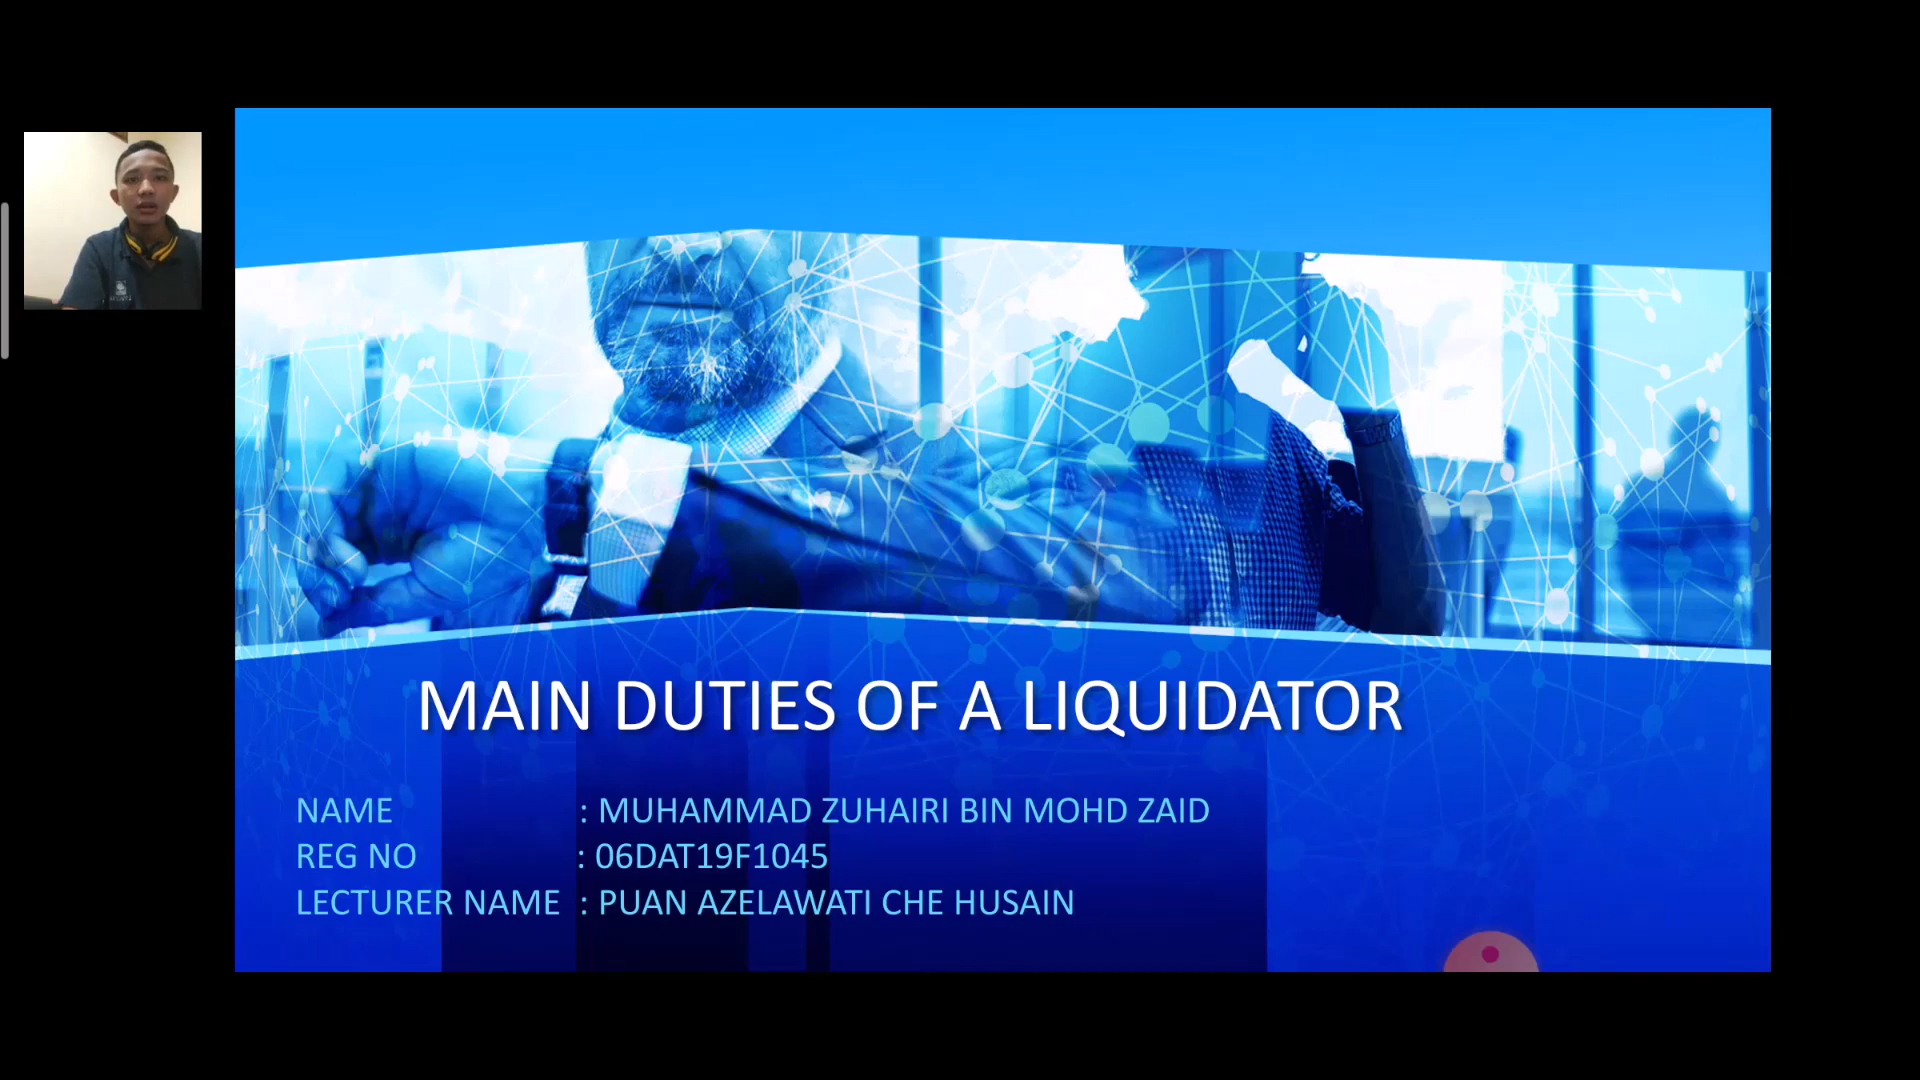 MAIN DUTIES OF A LIQUIDATOR
NAME : MUHAMMAD ZUHAIRI BIN MOHD ZAID
REG NO : 06DAT19F1045
LECTURER NAME : PUAN AZELAWATI CHE HUSAIN